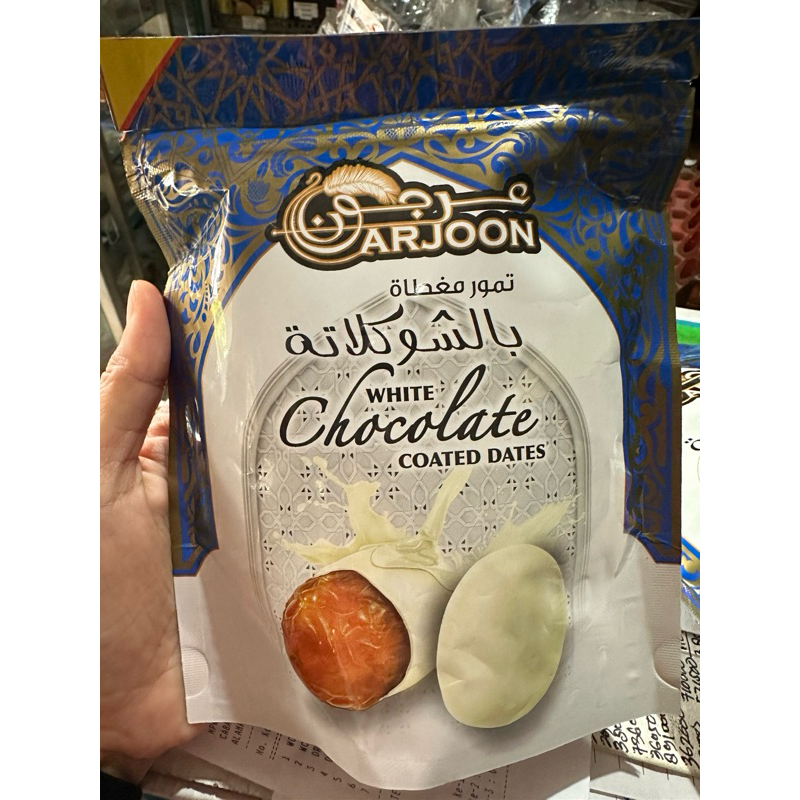 عرجون
ARJOON
تمور مغطاة
بالشوكلاتة
WHITE
Chocolate
COATED DATES